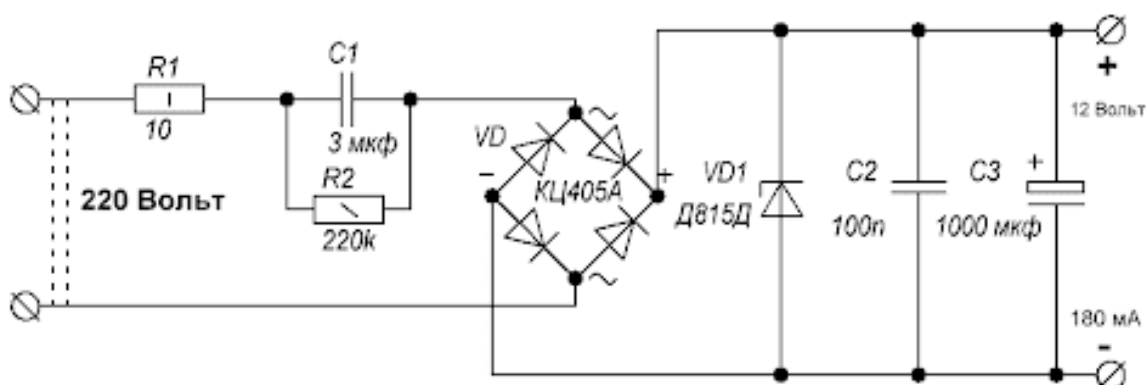 R1
10
C1
3 мкф
R2
220k
220 Вольт
VD
КЦ405А
~
~
-
+
VD1
Д815Д
C2
100n
C3
1000 мкф
+
+
12 Вольт
180 мА
-